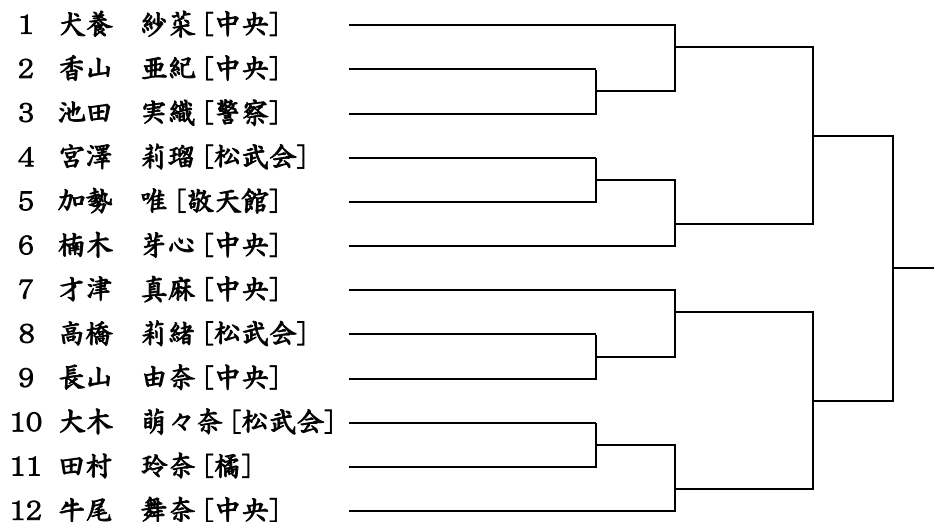 1 犬養 紗菜[中央]
2 香山 亜紀[中央]
3 池田 実織[警察]
4 宮澤 莉瑠[松武会]
5 加勢 唯[敬天館]
6 楠木 芽心[中央]
7 才津 真麻[中央]
8 高橋 莉緒[松武会]
9 長山 由奈[中央]
10 大木 萌々奈[松武会]
11 田村 玲奈[橘]
12 牛尾 舞奈[中央]